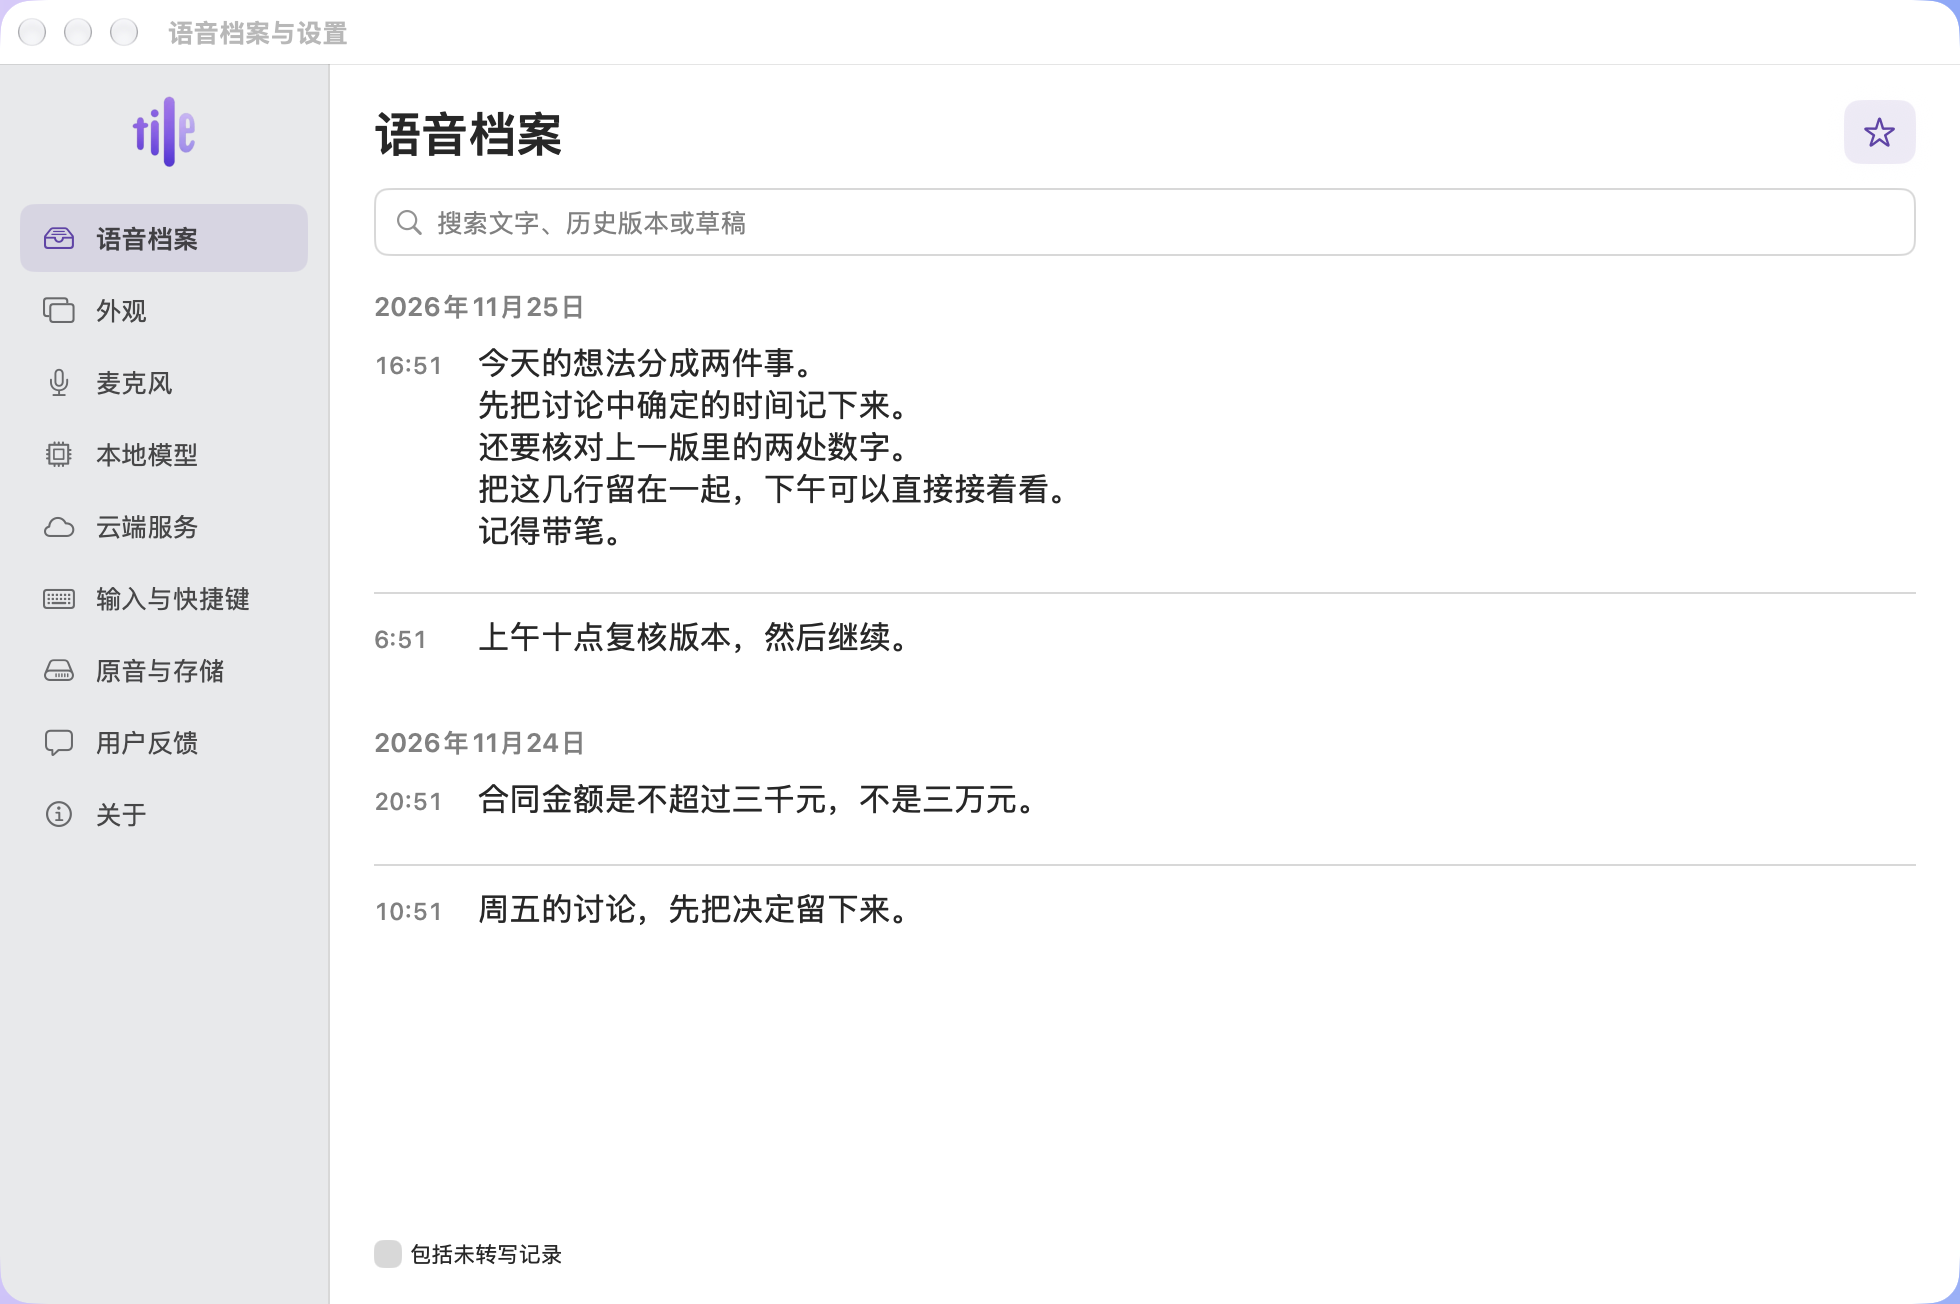 语音档案与设置
tile
语音档案
外观
麦克风
本地模型
云端服务
输入与快捷键
原音与存储
用户反馈
关于
语音档案
搜索文字、历史版本或草稿
2026年11月25日
16:51 今天的想法分成两件事。
先把讨论中确定的时间记下来。
还要核对上一版里的两处数字。
把这几行留在一起，下午可以直接接着看。
记得带笔。
6:51 上午十点复核版本，然后继续。
2026年11月24日
20:51 合同金额是不超过三千元，不是三万元。
10:51 周五的讨论，先把决定留下来。
包括未转写记录